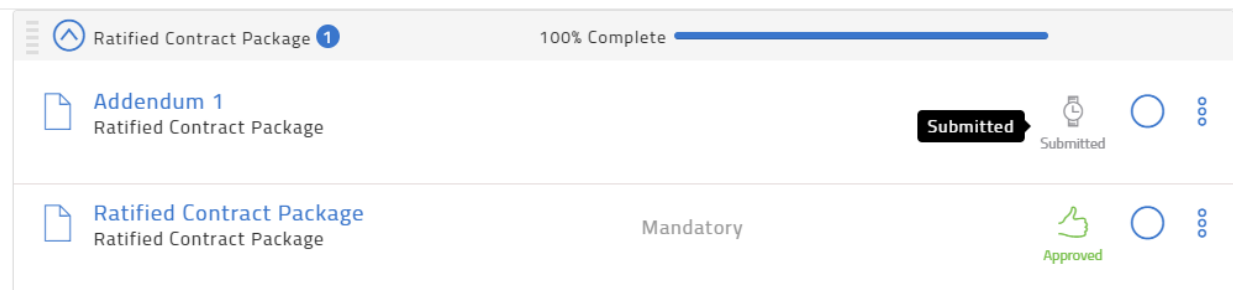 Ratified Contract Package 1 100% Complete
Addendum 1
Ratified Contract Package
Submitted
Submitted
Ratified Contract Package
Ratified Contract Package
Mandatory
Approved